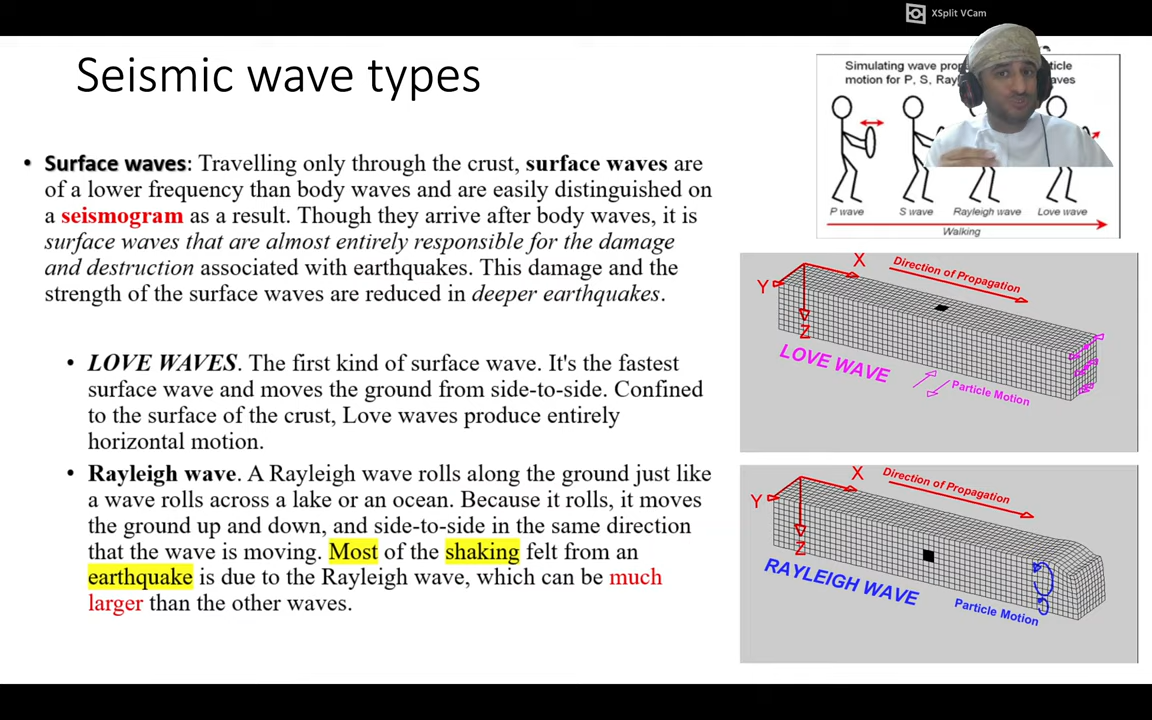 XSplit VCam
Seismic wave types
• Surface waves: Travelling only through the crust, surface waves are
of a lower frequency than body waves and are easily distinguished on
a seismogram as a result. Though they arrive after body waves, it is
surface waves that are almost entirely responsible for the damage
and destruction associated with earthquakes. This damage and the
strength of the surface waves are reduced in deeper earthquakes.
• LOVE WAVES. The first kind of surface wave. It's the fastest
surface wave and moves the ground from side-to-side. Confined
to the surface of the crust, Love waves produce entirely
horizontal motion.
• Rayleigh wave. A Rayleigh wave rolls along the ground just like
a wave rolls across a lake or an ocean. Because it rolls, it moves
the ground up and down, and side-to-side in the same direction
that the wave is moving. Most of the shaking felt from an
earthquake is due to the Rayleigh wave, which can be much
larger than the other waves.
Simulating wave
motion for P, S,
P wave S wave Rayleigh wave Love wave
Walking
X
Y
Z
Direction of Propagation
LOVE WAVE
Particle Motion
X
Y
Z
Direction of Propagation
RAYLEIGH WAVE
Particle Motion